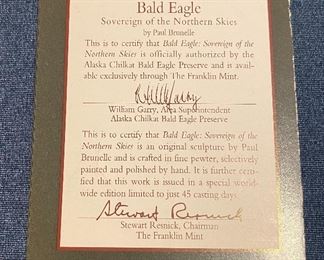 Bald Eagle
Sovereign of the Northern Skies
by Paul Brunelle
This is to certify that Bald Eagle: Sovereign of the
Northern Skies is officially authorized by the
Alaska Chilkat Bald Eagle Preserve and is avail-
able exclusively through The Franklin Mint.
William Garry, Area Superintendent
Alaska Chilkat Bald Eagle Preserve
This is to certify that Bald Eagle: Sovereign of the
Northern Skies is an original sculpture by Paul
Brunelle and is crafted in fine pewter, selectively
painted and polished by hand. It is further certi-
fied that this work is issued in a special world-
wide edition limited to just 45 casting days.
Stewart Resnick
Stewart Resnick, Chairman
The Franklin Mint